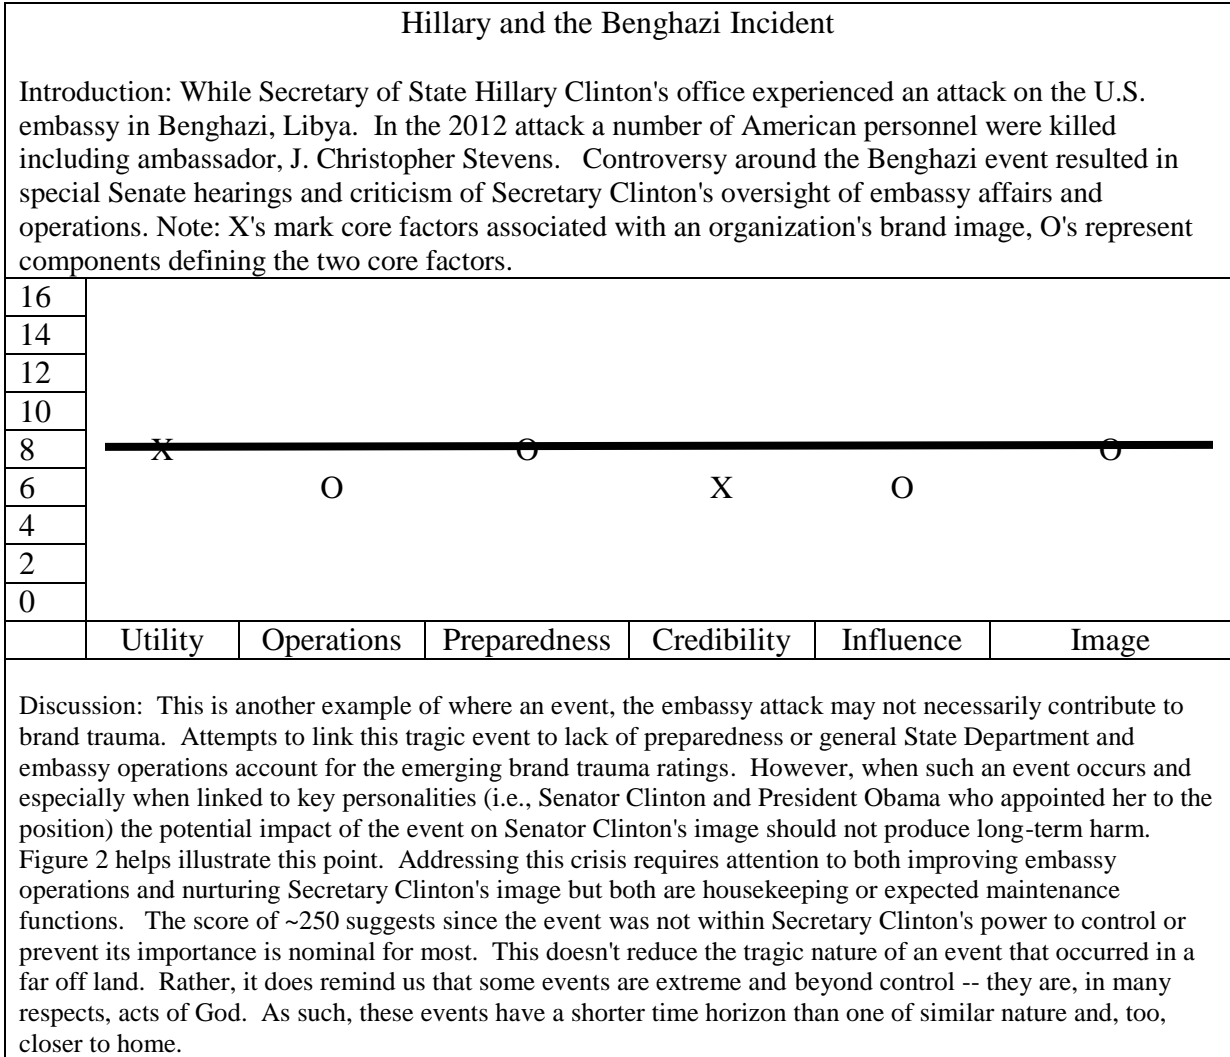 Hillary and the Benghazi Incident
Introduction: While Secretary of State Hillary Clinton's office experienced an attack on the U.S.
embassy in Benghazi, Libya.  In the 2012 attack a number of American personnel were killed
including ambassador, J. Christopher Stevens.   Controversy around the Benghazi event resulted in
special Senate hearings and criticism of Secretary Clinton's oversight of embassy affairs and
operations. Note: X's mark core factors associated with an organization's brand image, O's represent
components defining the two core factors.
16
14
12
10
8 X O O
6 O X O
4
2
0
Utility Operations Preparedness Credibility Influence Image
Discussion:  This is another example of where an event, the embassy attack may not necessarily contribute to
brand trauma.  Attempts to link this tragic event to lack of preparedness or general State Department and
embassy operations account for the emerging brand trauma ratings.  However, when such an event occurs and
especially when linked to key personalities (i.e., Senator Clinton and President Obama who appointed her to the
position) the potential impact of the event on Senator Clinton's image should not produce long-term harm.
Figure 2 helps illustrate this point.  Addressing this crisis requires attention to both improving embassy
operations and nurturing Secretary Clinton's image but both are housekeeping or expected maintenance
functions.   The score of ~250 suggests since the event was not within Secretary Clinton's power to control or
prevent its importance is nominal for most.  This doesn't reduce the tragic nature of an event that occurred in a
far off land.  Rather, it does remind us that some events are extreme and beyond control -- they are, in many
respects, acts of God.  As such, these events have a shorter time horizon than one of similar nature and, too,
closer to home.